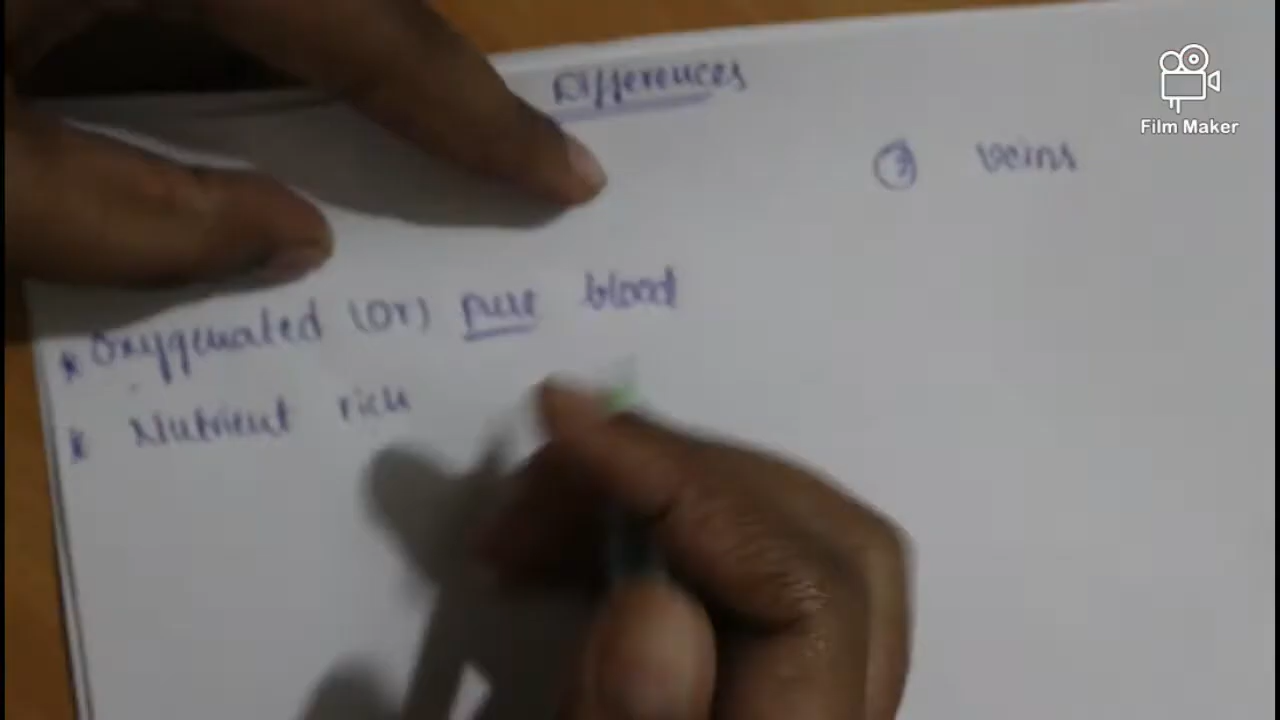 Differences
② veins
* Oxygenated (or) pure blood
* Nutrient rich
Film Maker